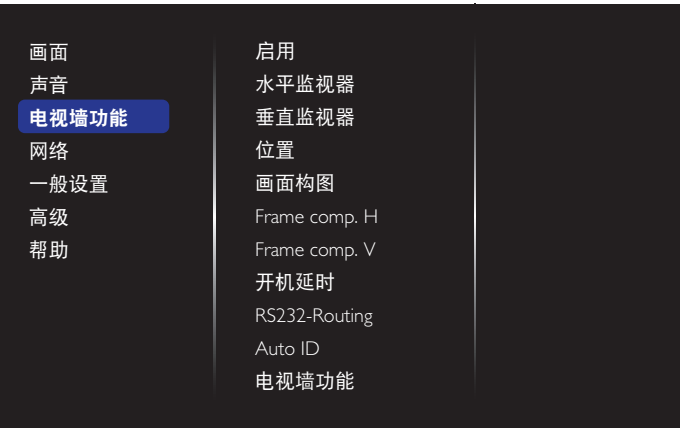 画面
声音
电视墙功能
网络
一般设置
高级
帮助
启用
水平监视器
垂直监视器
位置
画面构图
Frame comp. H
Frame comp. V
开机延时
RS232-Routing
Auto ID
电视墙功能